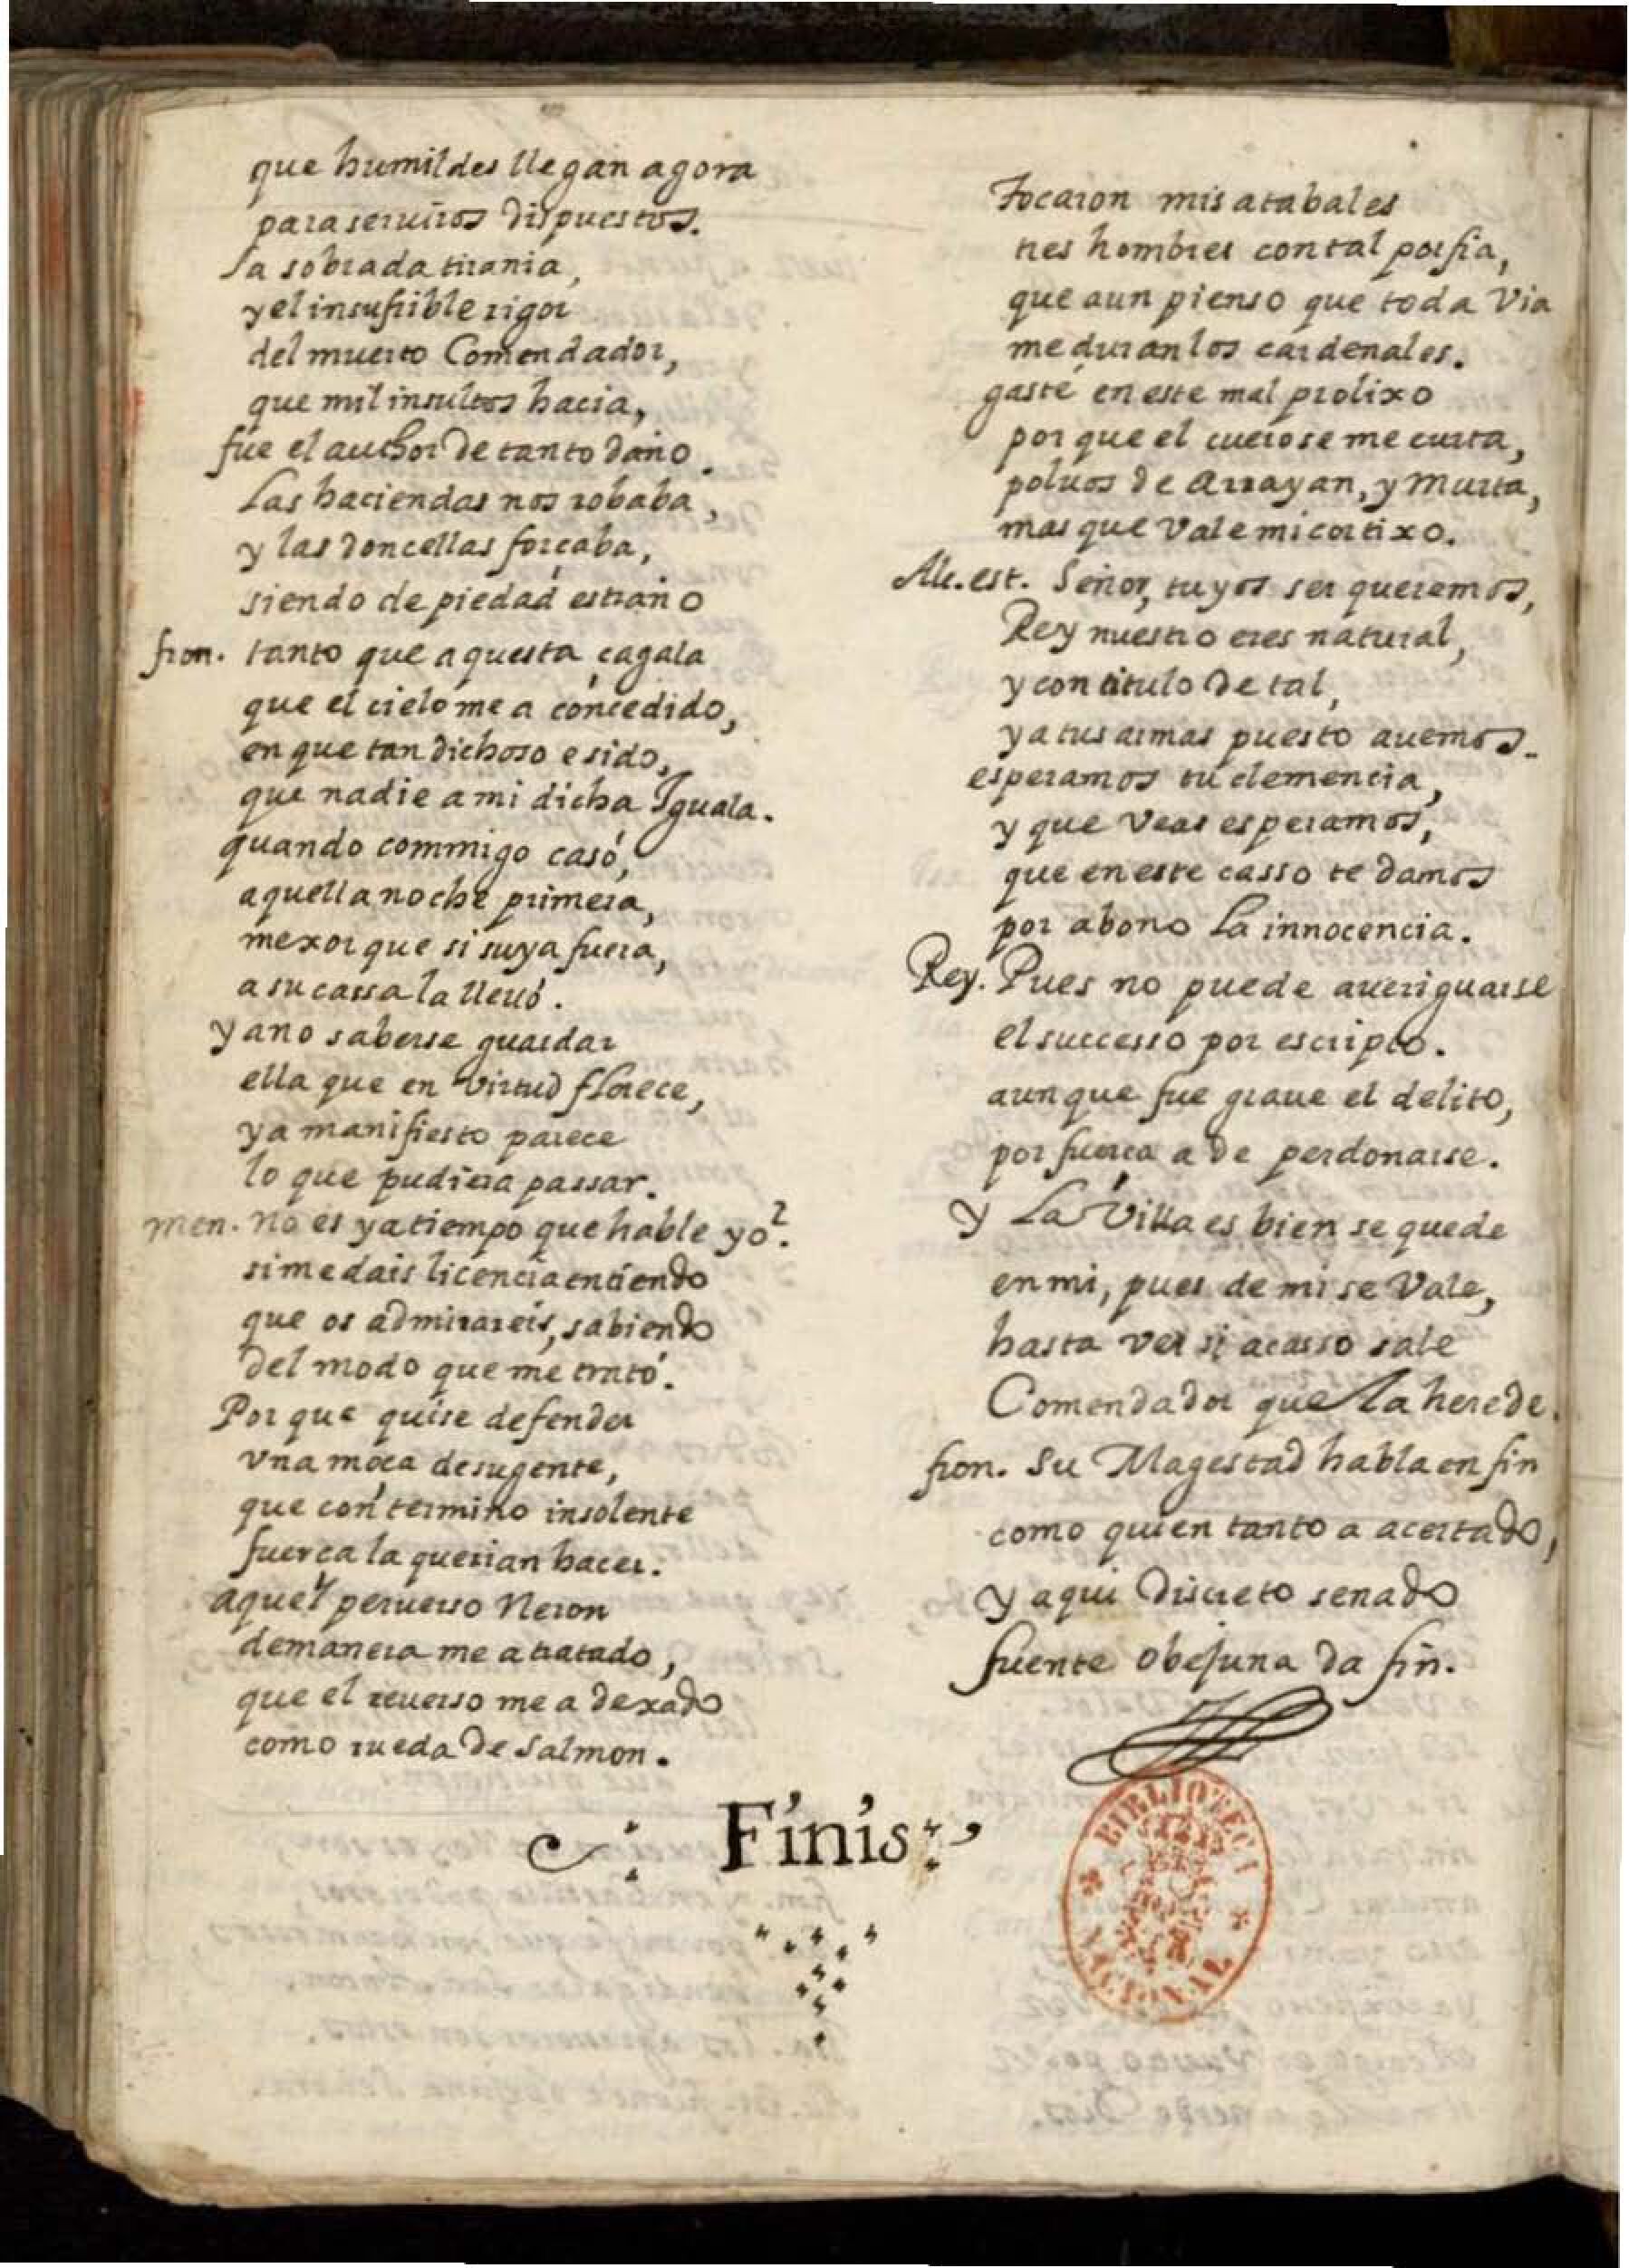 que humildes llegan agora
para seruiros dispuestos.
La sobrada tirania,
y el insufrible rigor
del muerto Comendador,
que mil insultos hacia,
fue el author de tanto daño.
Las haciendas nos robaba,
y las doncellas forçaba,
siendo de piedad estraño
fron. tanto que aquesta çagala
que el cielo me a concedido,
en que tan dichoso e sido,
que nadie a mi dicha Iguala.
quando commigo casó,
aquella noche primera,
mexor que si suya fuera,
a su cassa la lleuó.
y a no saberse guardar
ella que en virtud florece,
ya manifiesto parece
lo que pudiera passar.
men. no es ya tiempo que hable yo?
si me dais licencia entiendo
que os admirareis, sabiendo
del modo que me trató.
Por que quise defender
vna moça de su gente,
que con termino insolente
fuerça la querian hacer.
aquel peruerso Neron
de manera me a tratado,
que el reuerso me a dexado
como rueda de salmon.
Tocaron mis atabales
tres hombres con tal porfia,
que aun pienso que toda Via
me duran los cardenales.
gasté en este mal prolixo
por que el cuero se me curta,
poluos de Arrayan, y Murta,
mas que Vale mi cortixo.
Alc. est. Señor, tuyos ser queremos,
Rey nuestro eres natural,
y con titulo de tal,
ya tus armas puesto auemos.
esperamos tu clemencia,
y que Veas esperamos,
que en este casso te damos
por abono La innocencia.
Rey. Pues no puede aueriguarse
el successo por escripto.
aunque fue graue el delito,
por fuerça a de perdonarse.
Y La Villa es bien se quede
en mi, pues de mi se Vale,
hasta ver si acasso sale
Comendador que la herede.
fron. Su Magestad habla en fin
como quien tanto a acertado,
y aqui Discreto senado
fuente obejuna da fin.
Finis
BIBLIOTECA
NACIONAL